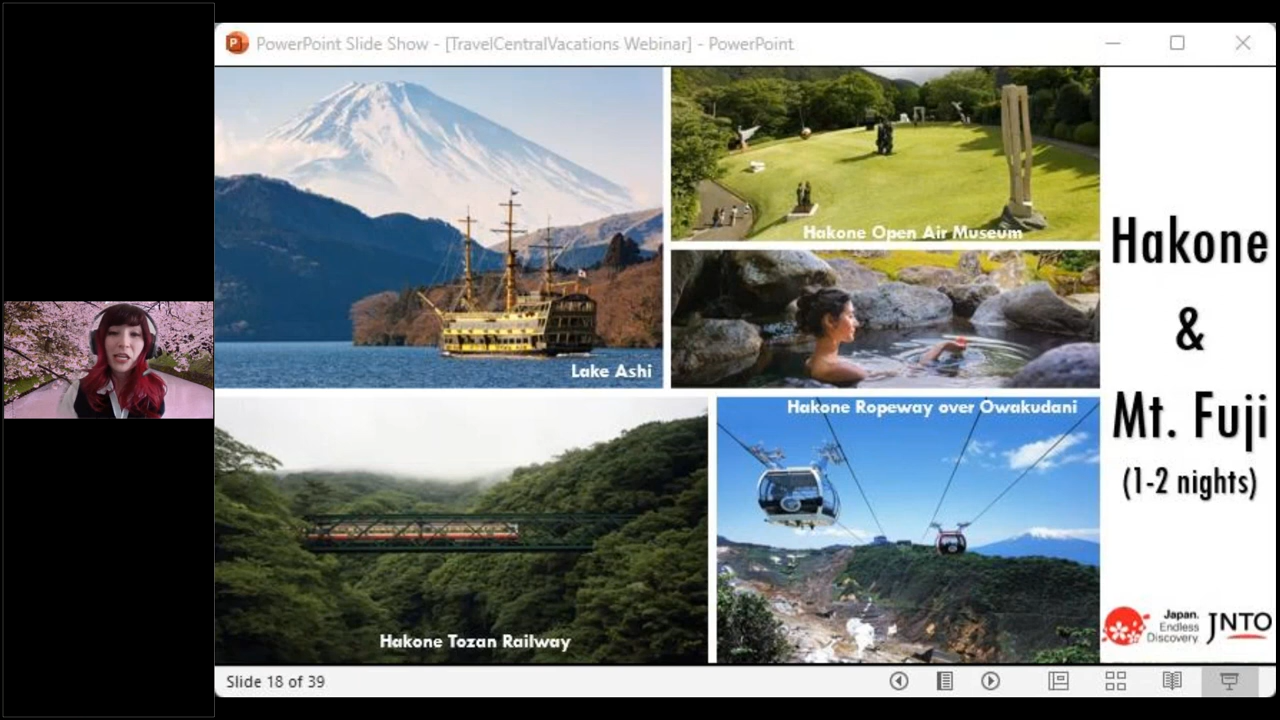 PowerPoint Slide Show - [TravelCentralVacations Webinar] - PowerPoint
Lake Ashi
Hakone Open Air Museum
Hakone Ropeway over Owakudani
Hakone Tozan Railway
Hakone
&
Mt. Fuji
(1-2 nights)
Japan.
Endless
Discovery.
JNTO
Slide 18 of 39